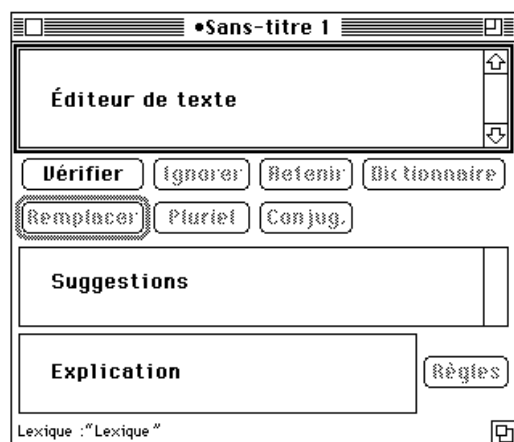 •Sans-titre 1
Éditeur de texte
Vérifier Ignorer Retenir Dictionnaire
Remplacer Pluriel Conjug.
Suggestions
Explication Règles
Lexique :"Lexique"